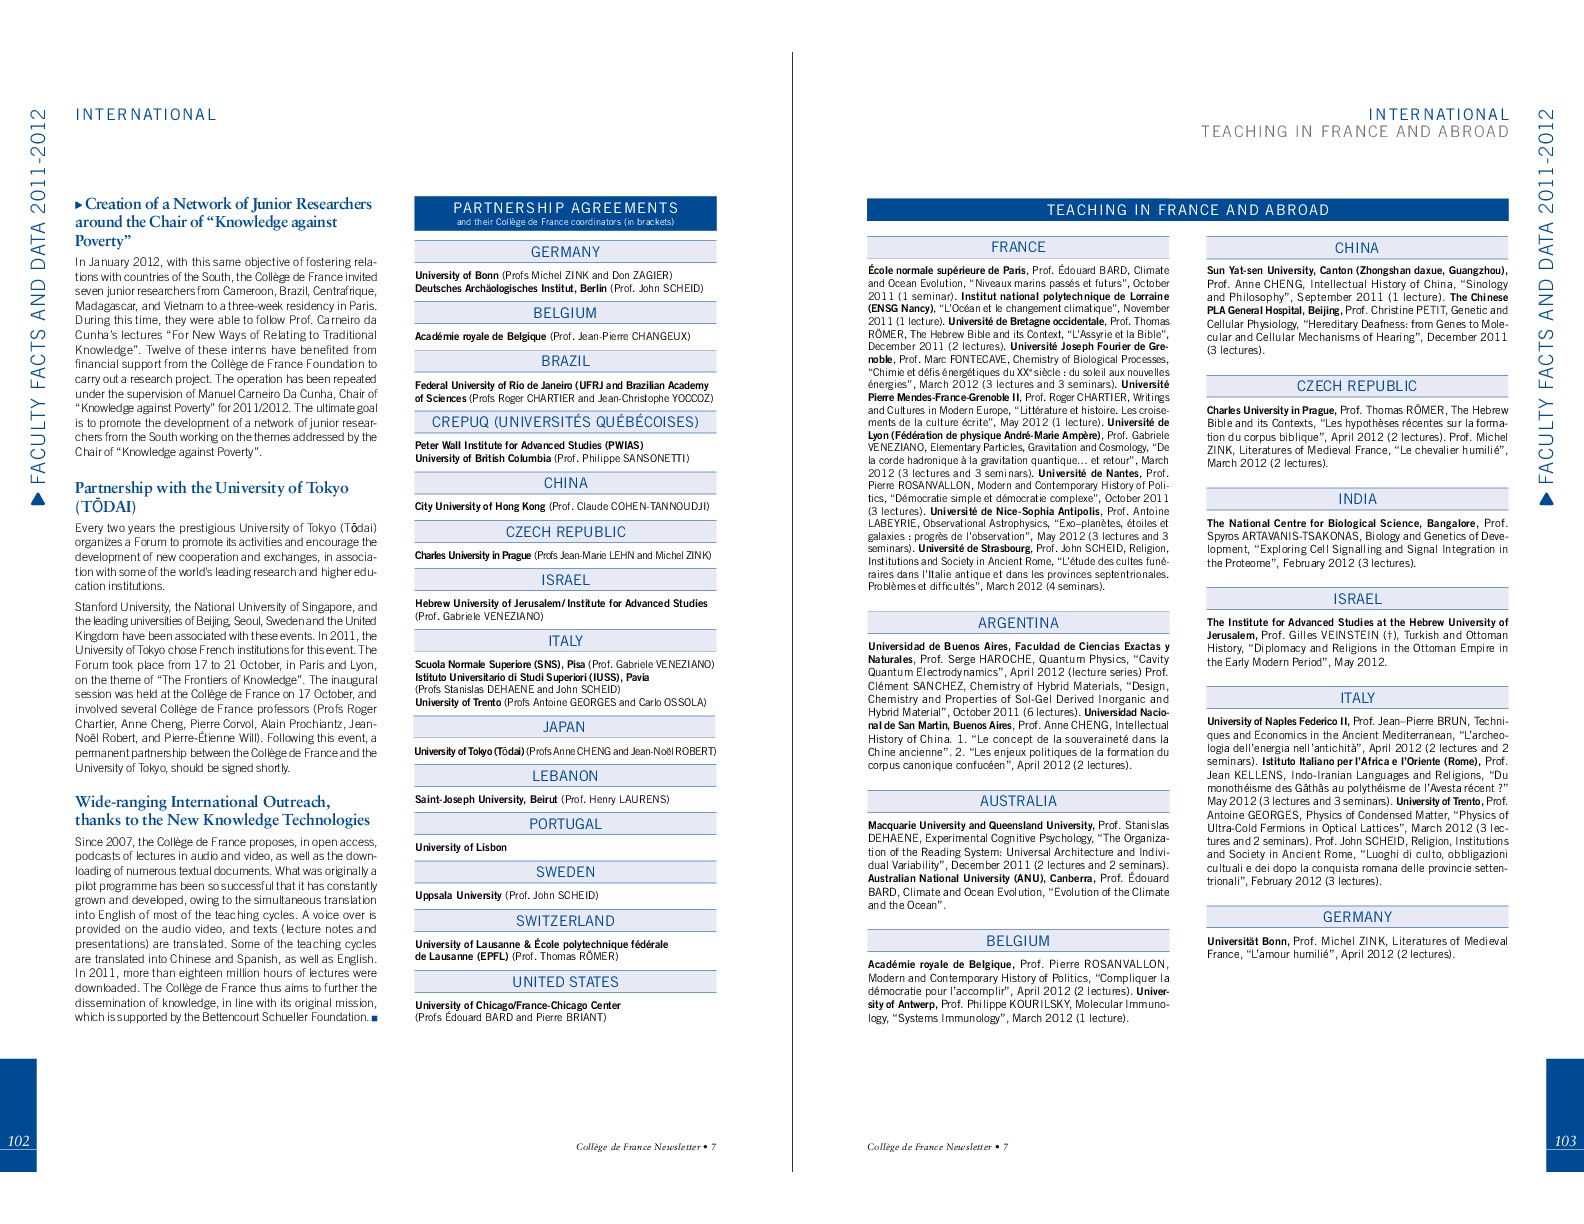 INTERNATIONAL
FACULTY FACTS AND DATA 2011-2012
Creation of a Network of Junior Researchers
around the Chair of “Knowledge against
Poverty”
In January 2012, with this same objective of fostering rela-
tions with countries of the South, the Collège de France invited
seven junior researchers from Cameroon, Brazil, Centrafrique,
Madagascar, and Vietnam to a three-week residency in Paris.
During this time, they were able to follow Prof. Carneiro da
Cunha’s lectures “For New Ways of Relating to Traditional
Knowledge”. Twelve of these interns have benefited from
financial support from the Collège de France Foundation to
carry out a research project. The operation has been repeated
under the supervision of Manuel Carneiro Da Cunha, Chair of
“Knowledge against Poverty” for 2011/2012. The ultimate goal
is to promote the development of a network of junior resear-
chers from the South working on the themes addressed by the
Chair of “Knowledge against Poverty”.
Partnership with the University of Tokyo
(TŌDAI)
Every two years the prestigious University of Tokyo (Tōdai)
organizes a Forum to promote its activities and encourage the
development of new cooperation and exchanges, in associa-
tion with some of the world’s leading research and higher edu-
cation institutions.
Stanford University, the National University of Singapore, and
the leading universities of Beijing, Seoul, Sweden and the United
Kingdom have been associated with these events. In 2011, the
University of Tokyo chose French institutions for this event. The
Forum took place from 17 to 21 October, in Paris and Lyon,
on the theme of “The Frontiers of Knowledge”. The inaugural
session was held at the Collège de France on 17 October, and
involved several Collège de France professors (Profs Roger
Chartier, Anne Cheng, Pierre Corvol, Alain Prochiantz, Jean-
Noël Robert, and Pierre-Étienne Will). Following this event, a
permanent partnership between the Collège de France and the
University of Tokyo, should be signed shortly.
Wide-ranging International Outreach,
thanks to the New Knowledge Technologies
Since 2007, the Collège de France proposes, in open access,
podcasts of lectures in audio and video, as well as the down-
loading of numerous textual documents. What was originally a
pilot programme has been so successful that it has constantly
grown and developed, owing to the simultaneous translation
into English of most of the teaching cycles. A voice over is
provided on the audio video, and texts (lecture notes and
presentations) are translated. Some of the teaching cycles
are translated into Chinese and Spanish, as well as English.
In 2011, more than eighteen million hours of lectures were
downloaded. The Collège de France thus aims to further the
dissemination of knowledge, in line with its original mission,
which is supported by the Bettencourt Schueller Foundation.
PARTNERSHIP AGREEMENTS
and their Collège de France coordinators (in brackets)
GERMANY
University of Bonn (Profs Michel ZINK and Don ZAGIER)
Deutsches Archäologisches Institut, Berlin (Prof. John SCHEID)
BELGIUM
Académie royale de Belgique (Prof. Jean-Pierre CHANGEUX)
BRAZIL
Federal University of Rio de Janeiro (UFRJ and Brazilian Academy
of Sciences (Profs Roger CHARTIER and Jean-Christophe YOCCOZ)
CREPUQ (UNIVERSITÉS QUÉBÉCOISES)
Peter Wall Institute for Advanced Studies (PWIAS)
University of British Columbia (Prof. Philippe SANSONETTI)
CHINA
City University of Hong Kong (Prof. Claude COHEN-TANNOUDJI)
CZECH REPUBLIC
Charles University in Prague (Profs Jean-Marie LEHN and Michel ZINK)
ISRAEL
Hebrew University of Jerusalem/ Institute for Advanced Studies
(Prof. Gabriele VENEZIANO)
ITALY
Scuola Normale Superiore (SNS), Pisa (Prof. Gabriele VENEZIANO)
Istituto Universitario di Studi Superiori (IUSS), Pavia
(Profs Stanislas DEHAENE and John SCHEID)
University of Trento (Profs Antoine GEORGES and Carlo OSSOLA)
JAPAN
University of Tokyo (Tōdai) (Profs Anne CHENG and Jean-Noël ROBERT)
LEBANON
Saint-Joseph University, Beirut (Prof. Henry LAURENS)
PORTUGAL
University of Lisbon
SWEDEN
Uppsala University (Prof. John SCHEID)
SWITZERLAND
University of Lausanne & École polytechnique fédérale
de Lausanne (EPFL) (Prof. Thomas RÖMER)
UNITED STATES
University of Chicago/France-Chicago Center
(Profs Édouard BARD and Pierre BRIANT)
102
Collège de France Newsletter • 7
INTERNATIONAL
TEACHING IN FRANCE AND ABROAD
FACULTY FACTS AND DATA 2011-2012
TEACHING IN FRANCE AND ABROAD
FRANCE
École normale supérieure de Paris, Prof. Édouard BARD, Climate
and Ocean Evolution, “Niveaux marins passés et futurs”, October
2011 (1 seminar). Institut national polytechnique de Lorraine
(ENSG Nancy), “L’Océan et le changement climatique”, November
2011 (1 lecture). Université de Bretagne occidentale, Prof. Thomas
RÖMER, The Hebrew Bible and its Context, “L’Assyrie et la Bible”,
December 2011 (2 lectures). Université Joseph Fourier de Gre-
noble, Prof. Marc FONTECAVE, Chemistry of Biological Processes,
“Chimie et défis énergétiques du XXe siècle : du soleil aux nouvelles
énergies”, March 2012 (3 lectures and 3 seminars). Université
Pierre Mendes-France-Grenoble II, Prof. Roger CHARTIER, Writings
and Cultures in Modern Europe, “Littérature et histoire. Les croise-
ments de la culture écrite”, May 2012 (1 lecture). Université de
Lyon (Fédération de physique André-Marie Ampère), Prof. Gabriele
VENEZIANO, Elementary Particles, Gravitation and Cosmology, “De
la corde hadronique à la gravitation quantique... et retour”, March
2012 (3 lectures and 3 seminars). Université de Nantes, Prof.
Pierre ROSANVALLON, Modern and Contemporary History of Poli-
tics, “Démocratie simple et démocratie complexe”, October 2011
(3 lectures). Université de Nice-Sophia Antipolis, Prof. Antoine
LABEYRIE, Observational Astrophysics, “Exo–planètes, étoiles et
galaxies : progrès de l’observation”, May 2012 (3 lectures and 3
seminars). Université de Strasbourg, Prof. John SCHEID, Religion,
Institutions and Society in Ancient Rome, “L’étude des cultes funé-
raires dans l’Italie antique et dans les provinces septentrionales.
Problèmes et difficultés”, March 2012 (4 seminars).
ARGENTINA
Universidad de Buenos Aires, Faculdad de Ciencias Exactas y
Naturales, Prof. Serge HAROCHE, Quantum Physics, “Cavity
Quantum Electrodynamics”, April 2012 (lecture series) Prof.
Clément SANCHEZ, Chemistry of Hybrid Materials, “Design,
Chemistry and Properties of Sol-Gel Derived Inorganic and
Hybrid Material”, October 2011 (6 lectures). Universidad Nacio-
nal de San Martin, Buenos Aires, Prof. Anne CHENG, Intellectual
History of China. 1. “Le concept de la souveraineté dans la
Chine ancienne”. 2. “Les enjeux politiques de la formation du
corpus canonique confucéen”, April 2012 (2 lectures).
AUSTRALIA
Macquarie University and Queensland University, Prof. Stanislas
DEHAENE, Experimental Cognitive Psychology, “The Organiza-
tion of the Reading System: Universal Architecture and Indivi-
dual Variability”, December 2011 (2 lectures and 2 seminars).
Australian National University (ANU), Canberra, Prof. Édouard
BARD, Climate and Ocean Evolution, “Evolution of the Climate
and the Ocean”.
BELGIUM
Académie royale de Belgique, Prof. Pierre ROSANVALLON,
Modern and Contemporary History of Politics, “Compliquer la
démocratie pour l’accomplir”, April 2012 (2 lectures). Univer-
sity of Antwerp, Prof. Philippe KOURILSKY, Molecular Immuno-
logy, “Systems Immunology”, March 2012 (1 lecture).
CHINA
Sun Yat-sen University, Canton (Zhongshan daxue, Guangzhou),
Prof. Anne CHENG, Intellectual History of China, “Sinology
and Philosophy”, September 2011 (1 lecture). The Chinese
PLA General Hospital, Beijing, Prof. Christine PETIT, Genetic and
Cellular Physiology, “Hereditary Deafness: from Genes to Mole-
cular and Cellular Mechanisms of Hearing”, December 2011
(3 lectures).
CZECH REPUBLIC
Charles University in Prague, Prof. Thomas RÖMER, The Hebrew
Bible and its Contexts, “Les hypothèses récentes sur la forma-
tion du corpus biblique”, April 2012 (2 lectures). Prof. Michel
ZINK, Literatures of Medieval France, “Le chevalier humilié”,
March 2012 (2 lectures).
INDIA
The National Centre for Biological Science, Bangalore, Prof.
Spyros ARTAVANIS-TSAKONAS, Biology and Genetics of Deve-
lopment, “Exploring Cell Signalling and Signal Integration in
the Proteome”, February 2012 (3 lectures).
ISRAEL
The Institute for Advanced Studies at the Hebrew University of
Jerusalem, Prof. Gilles VEINSTEIN (†), Turkish and Ottoman
History, “Diplomacy and Religions in the Ottoman Empire in
the Early Modern Period”, May 2012.
ITALY
University of Naples Federico II, Prof. Jean–Pierre BRUN, Techni-
ques and Economics in the Ancient Mediterranean, “L’archeo-
logia dell’energia nell’antichità”, April 2012 (2 lectures and 2
seminars). Istituto Italiano per l’Africa e l’Oriente (Rome), Prof.
Jean KELLENS, Indo-Iranian Languages and Religions, “Du
monothéisme des Gâthâs au polythéisme de l’Avesta récent ?”
May 2012 (3 lectures and 3 seminars). University of Trento, Prof.
Antoine GEORGES, Physics of Condensed Matter, “Physics of
Ultra-Cold Fermions in Optical Lattices”, March 2012 (3 lec-
tures and 2 seminars). Prof. John SCHEID, Religion, Institutions
and Society in Ancient Rome, “Luoghi di culto, obbligazioni
cultuali e dei dopo la conquista romana delle provincie setten-
trionali”, February 2012 (3 lectures).
GERMANY
Universität Bonn, Prof. Michel ZINK, Literatures of Medieval
France, “L’amour humilié”, April 2012 (2 lectures).
Collège de France Newsletter • 7
103